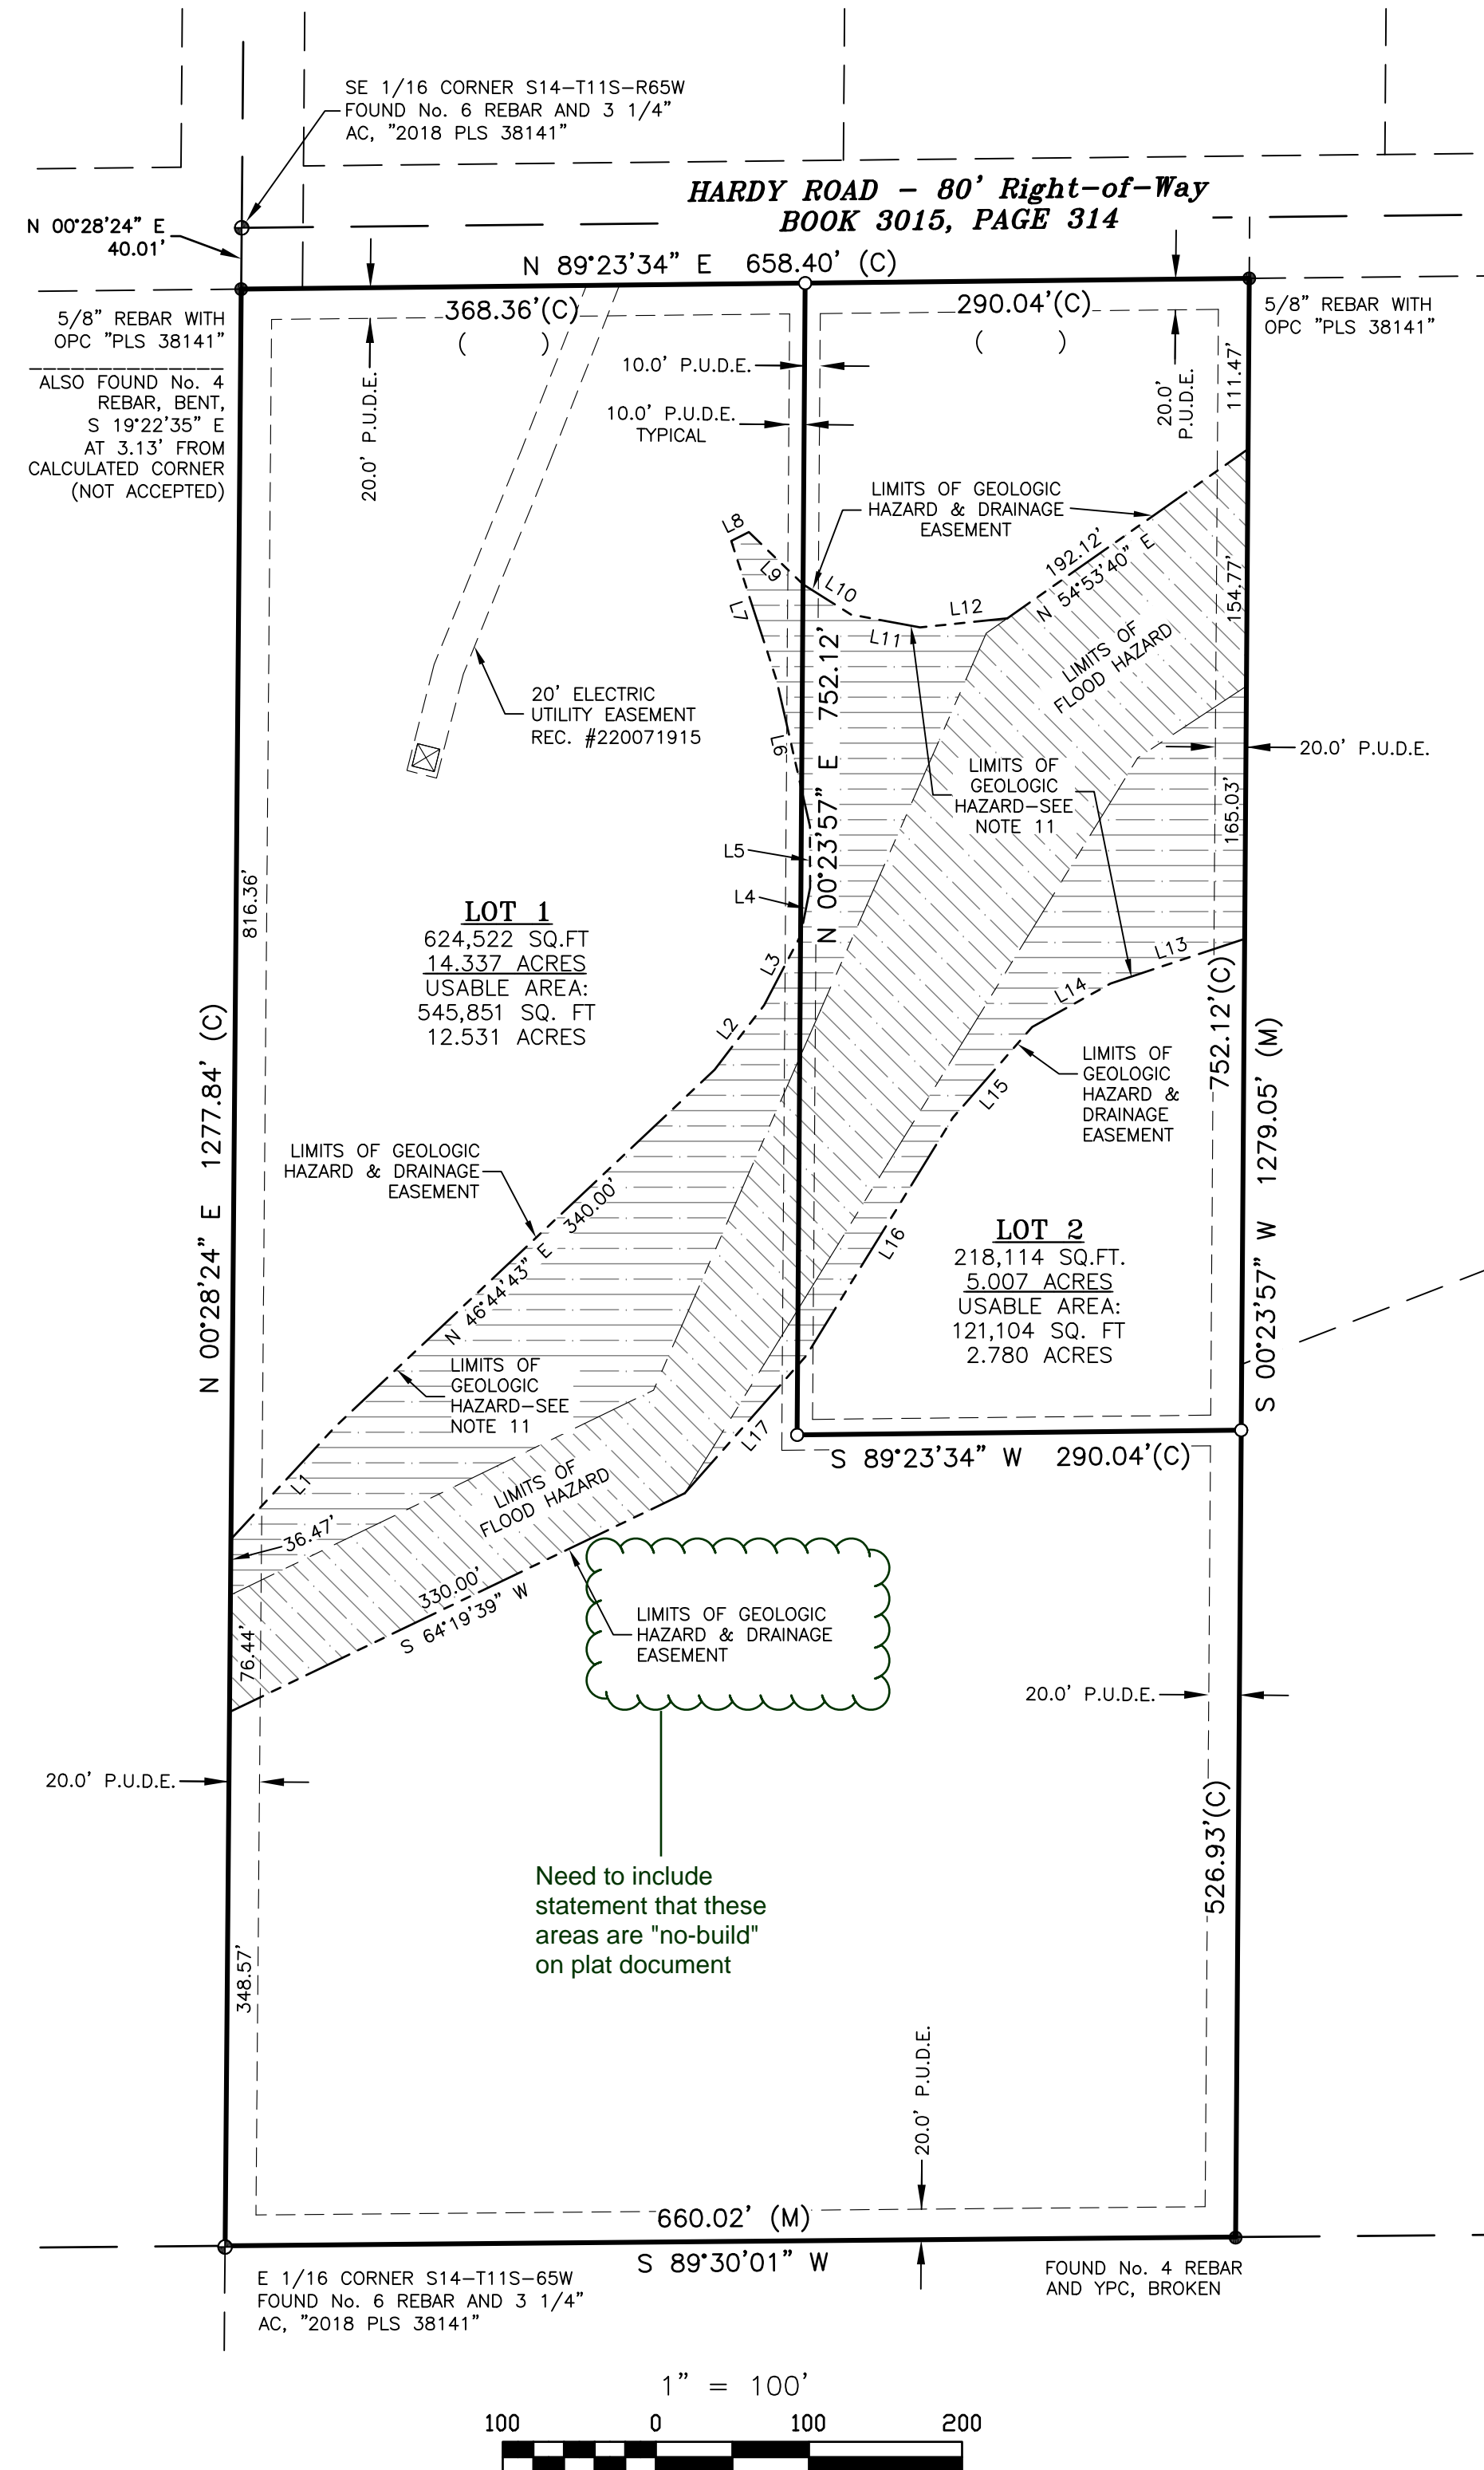 SE 1/16 CORNER S14-T11S-R65W
FOUND No. 6 REBAR AND 3 1/4"
AC, "2018 PLS 38141"
HARDY ROAD - 80' Right-of-Way
BOOK 3015, PAGE 314
N 00°28'24" E
40.01'
N 89°23'34" E 658.40' (C)
368.36'(C)
( )
290.04'(C)
( )
5/8" REBAR WITH
OPC "PLS 38141"
ALSO FOUND No. 4
REBAR, BENT,
S 19°22'35" E
AT 3.13' FROM
CALCULATED CORNER
(NOT ACCEPTED)
5/8" REBAR WITH
OPC "PLS 38141"
20.0' P.U.D.E.
10.0' P.U.D.E.
10.0' P.U.D.E.
TYPICAL
20.0'
P.U.D.E.
111.47'
LIMITS OF GEOLOGIC
HAZARD & DRAINAGE
EASEMENT
L8
L9
L10
L7
L11
L12
192.12'
N 54°53'40" E
154.77'
LIMITS OF
FLOOD HAZARD
20' ELECTRIC
UTILITY EASEMENT
REC. #220071915
L6
N 00°23'57" E 752.12'
LIMITS OF
GEOLOGIC
HAZARD-SEE
NOTE 11
20.0' P.U.D.E.
165.03'
L5
L4
816.36'
LOT 1
624,522 SQ.FT
14.337 ACRES
USABLE AREA:
545,851 SQ. FT
12.531 ACRES
L3
L2
L13
L14
752.12'(C)
LIMITS OF
GEOLOGIC
HAZARD &
DRAINAGE
EASEMENT
L15
N 00°28'24" E 1277.84' (C)
S 00°23'57" W 1279.05' (M)
LIMITS OF GEOLOGIC
HAZARD & DRAINAGE
EASEMENT
340.00'
N 46°44'43" E
L16
LOT 2
218,114 SQ.FT.
5.007 ACRES
USABLE AREA:
121,104 SQ. FT
2.780 ACRES
LIMITS OF
GEOLOGIC
HAZARD-SEE
NOTE 11
L17
S 89°23'34" W 290.04'(C)
L1
LIMITS OF
FLOOD HAZARD
36.47'
330.00'
S 64°19'39" W
76.44'
LIMITS OF GEOLOGIC
HAZARD & DRAINAGE
EASEMENT
20.0' P.U.D.E.
20.0' P.U.D.E.
526.93'(C)
Need to include
statement that these
areas are "no-build"
on plat document
348.57'
20.0' P.U.D.E.
660.02' (M)
S 89°30'01" W
E 1/16 CORNER S14-T11S-65W
FOUND No. 6 REBAR AND 3 1/4"
AC, "2018 PLS 38141"
FOUND No. 4 REBAR
AND YPC, BROKEN
1" = 100'
100 0 100 200